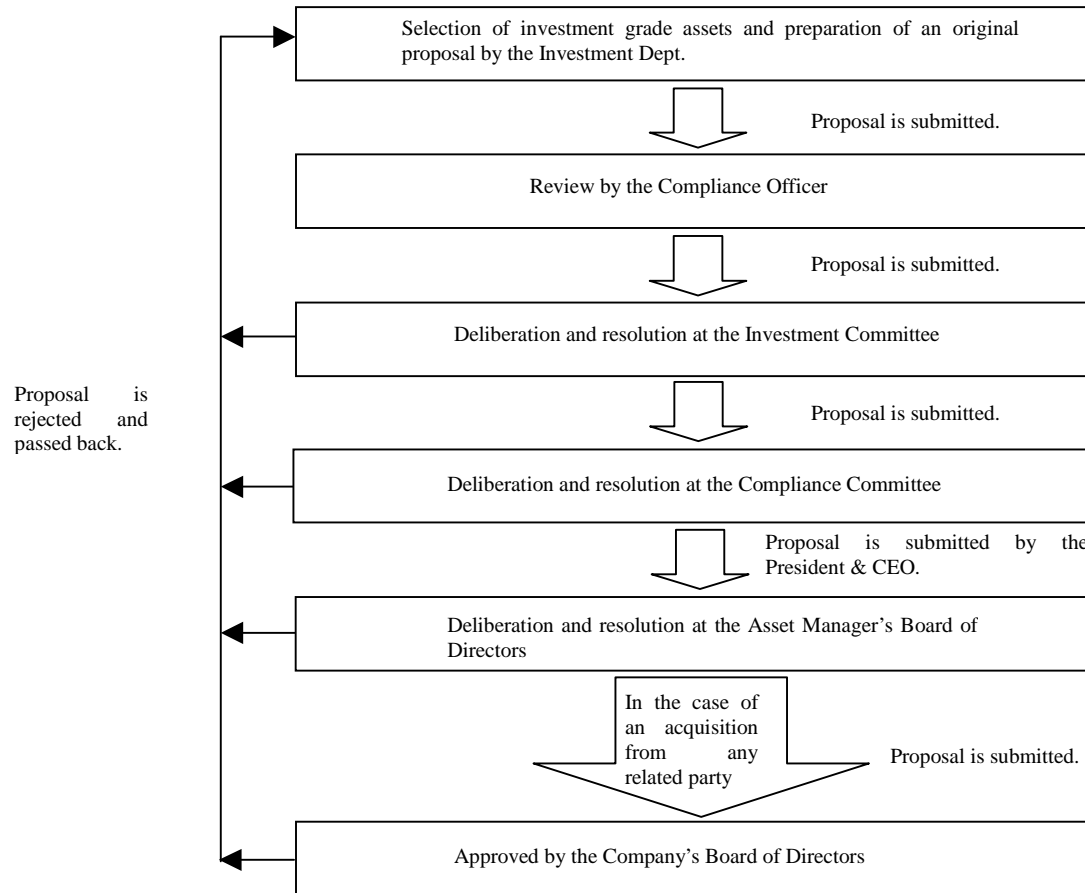 Selection of investment grade assets and preparation of an original
proposal by the Investment Dept.
Proposal is submitted.
Review by the Compliance Officer
Proposal is submitted.
Deliberation and resolution at the Investment Committee
Proposal is
rejected and
passed back.
Proposal is submitted.
Deliberation and resolution at the Compliance Committee
Proposal is submitted by the
President & CEO.
Deliberation and resolution at the Asset Manager’s Board of
Directors
In the case of
an acquisition
from any
related party
Proposal is submitted.
Approved by the Company’s Board of Directors